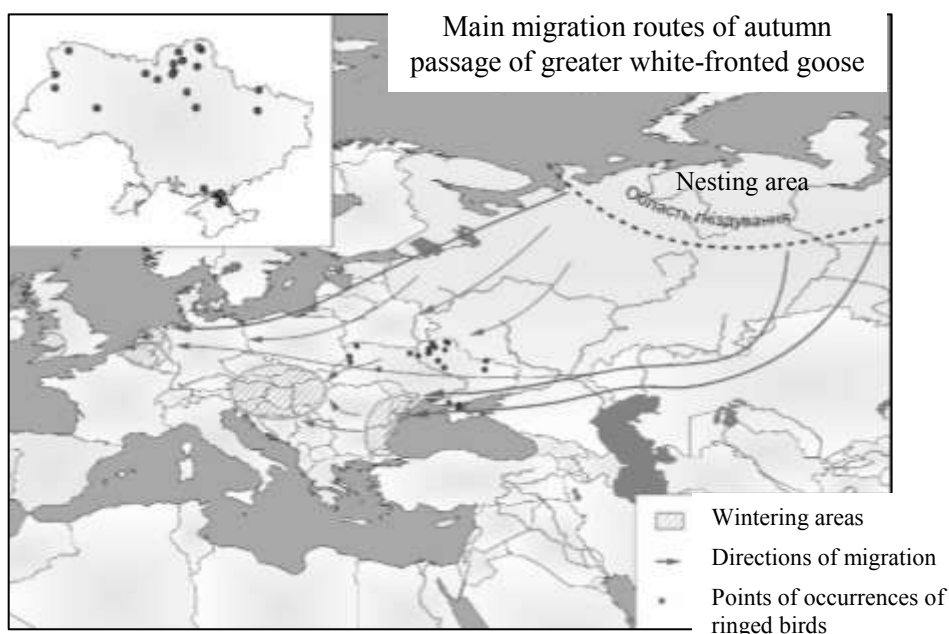 Main migration routes of autumn
passage of greater white-fronted goose
Nesting area
Область гніздування
Wintering areas
Directions of migration
Points of occurrences of
ringed birds